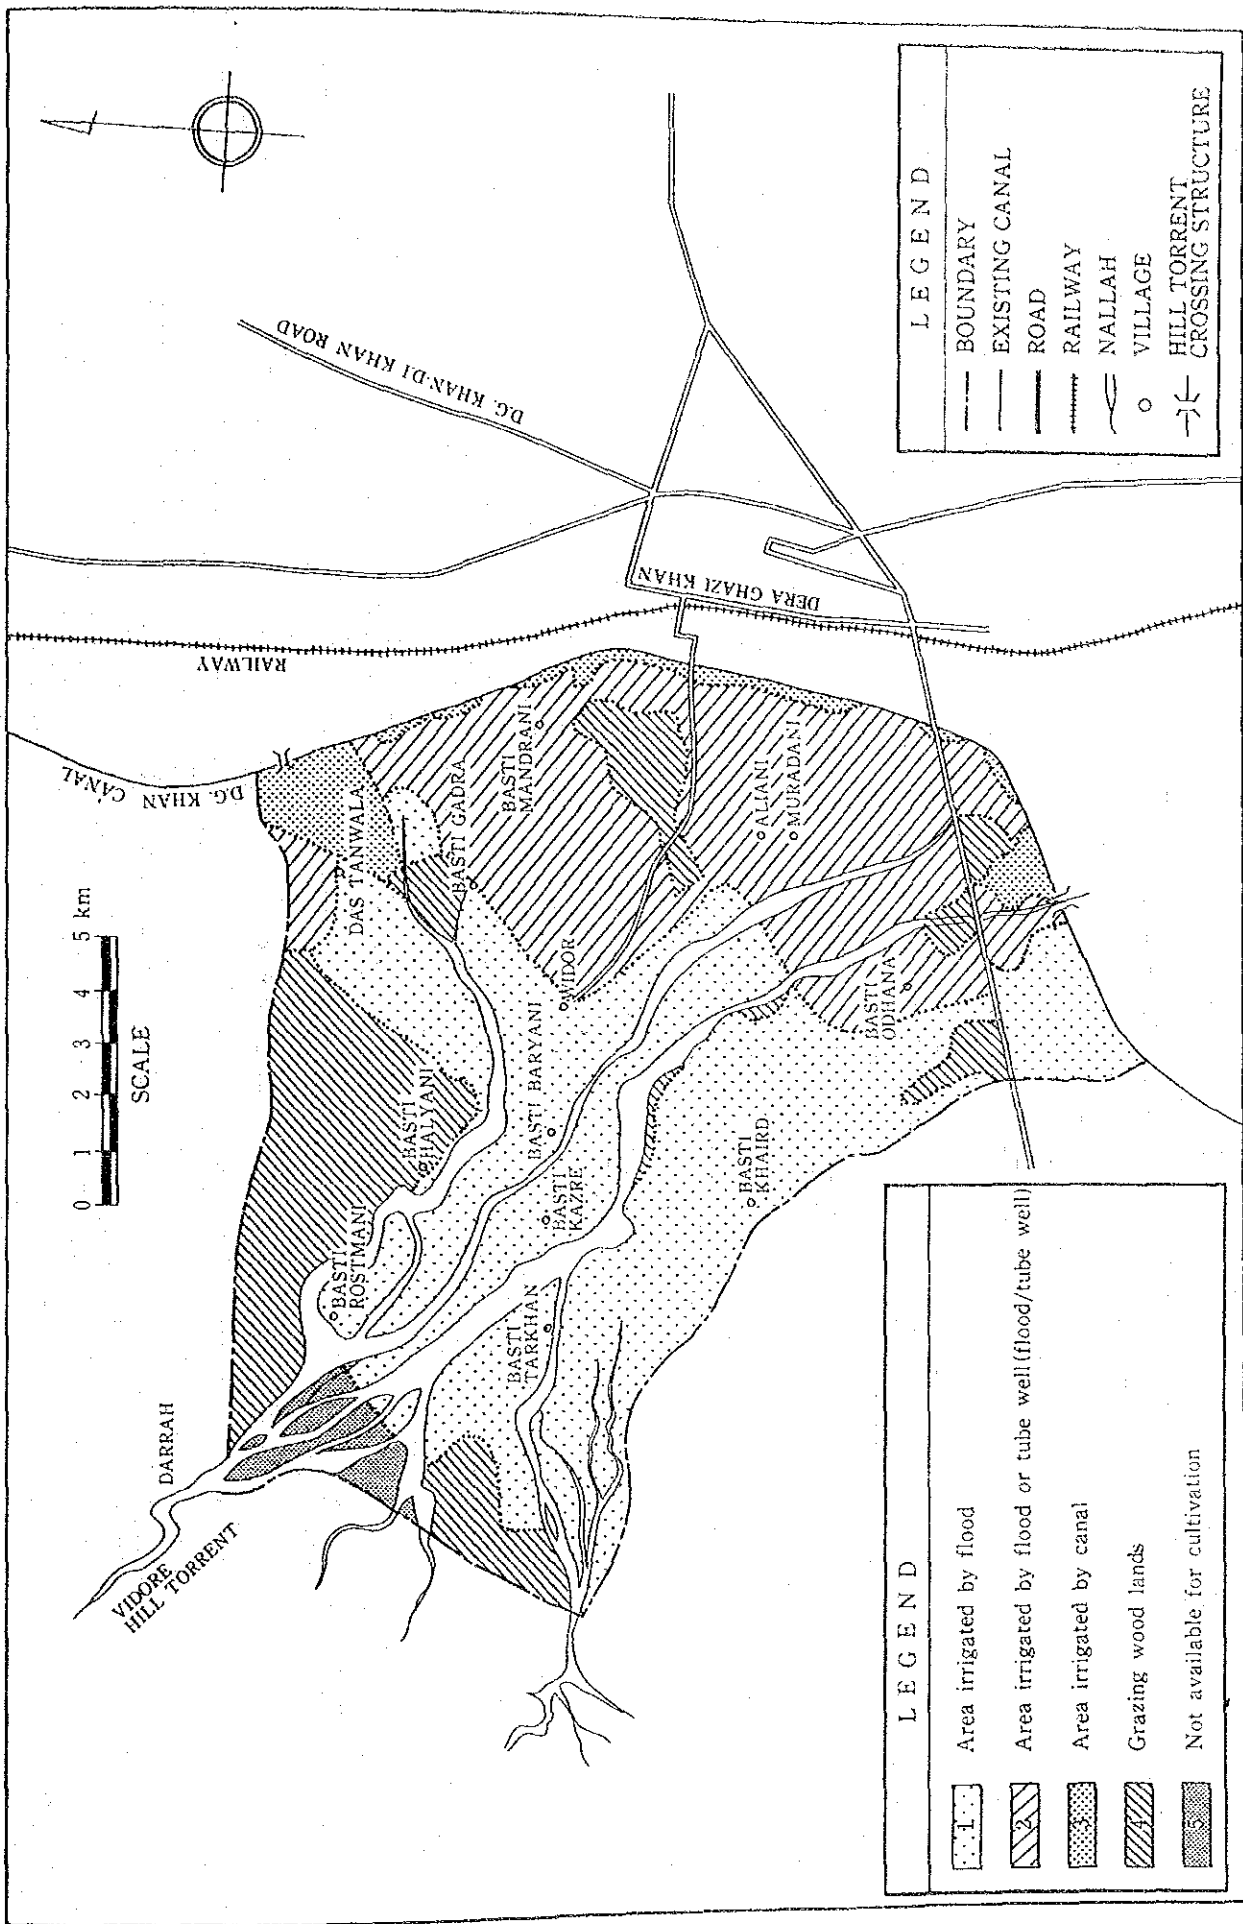 VIDORE
HILL TORRENT
DARRAH
0 1 2 3 4 5 km
SCALE
D.G. KHAN CANAL
RAILWAY
D.G. KHAN-D.I KHAN ROAD
DERA GHAZI KHAN
BASTI
ROSTMANI
BASTI
HALYANI
DAS TANWALA
BASTI GADRA
BASTI
MANDRANI
BASTI BARYANI
VIDOR
BASTI
KAZRE
BASTI
TARKHAN
BASTI
KHAIRD
ALIANI
MURADANI
BASTI
ODHANA
LEGEND
1 Area irrigated by flood
2 Area irrigated by flood or tube well (flood/tube well)
3 Area irrigated by canal
4 Grazing wood lands
5 Not available for cultivation
LEGEND
BOUNDARY
EXISTING CANAL
ROAD
RAILWAY
NALLAH
VILLAGE
HILL TORRENT
CROSSING STRUCTURE